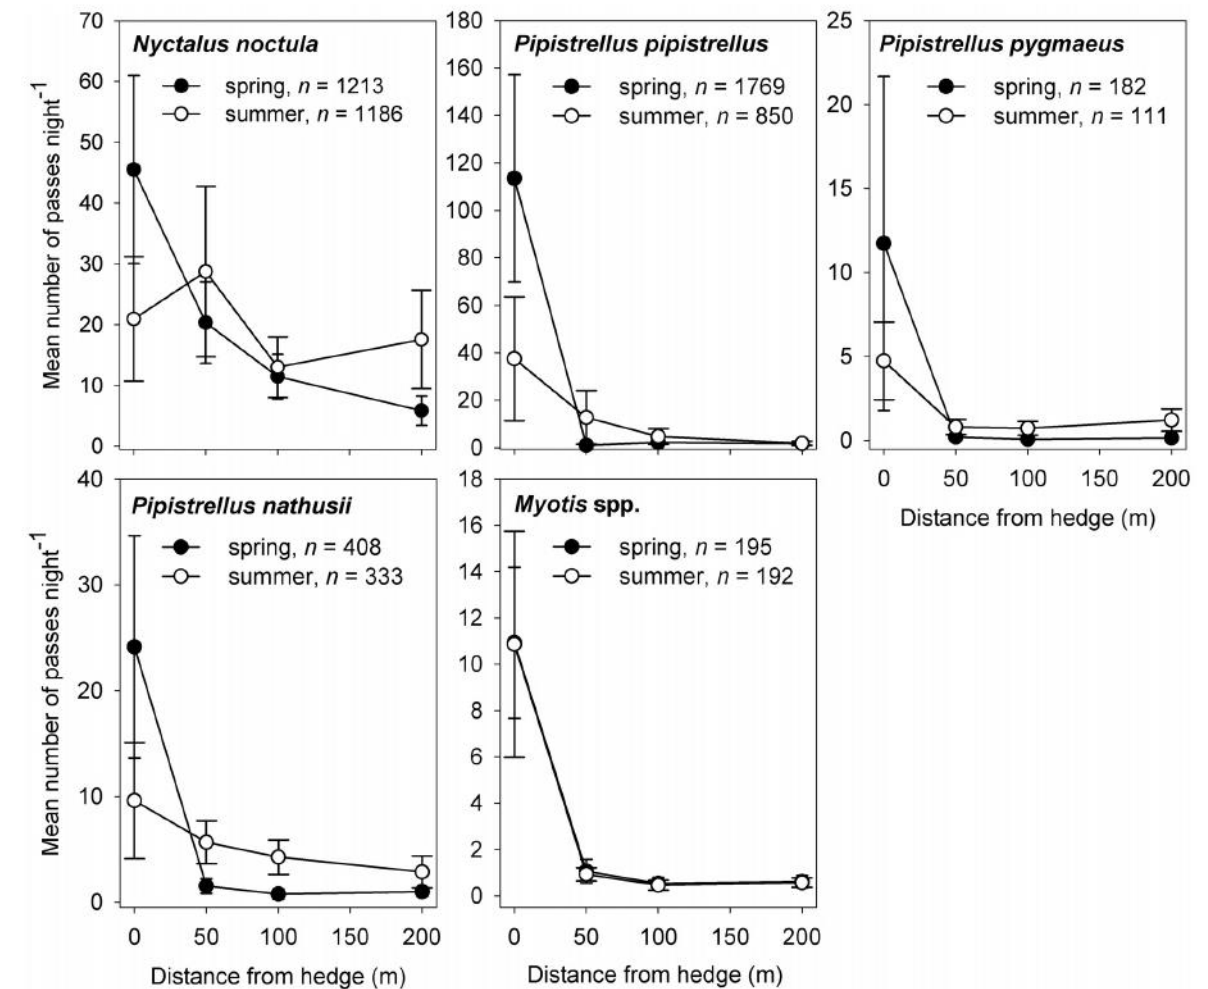 Nyctalus noctula
spring, n = 1213
summer, n = 1186
Mean number of passes night-1
70
60
50
40
30
20
10
0
Pipistrellus pipistrellus
spring, n = 1769
summer, n = 850
180
160
140
120
100
80
60
40
20
0
Pipistrellus pygmaeus
spring, n = 182
summer, n = 111
25
20
15
10
5
0
0 50 100 150 200
Distance from hedge (m)
Pipistrellus nathusii
spring, n = 408
summer, n = 333
Mean number of passes night-1
40
30
20
10
0
0 50 100 150 200
Distance from hedge (m)
Myotis spp.
spring, n = 195
summer, n = 192
18
16
14
12
10
8
6
4
2
0
0 50 100 150 200
Distance from hedge (m)